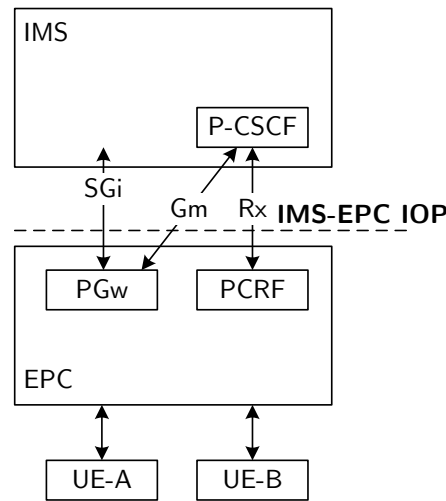 IMS
P-CSCF
SGi
Gm
Rx
IMS-EPC IOP
PGw
PCRF
EPC
UE-A
UE-B